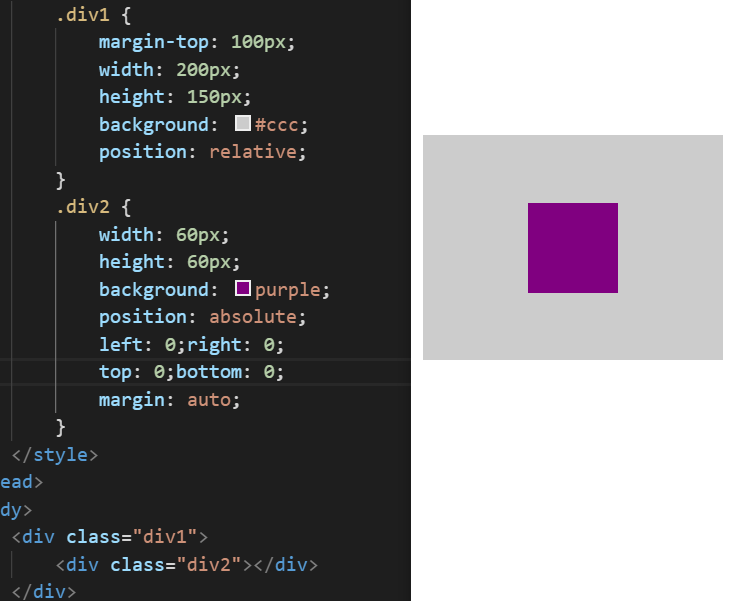 .div1 {
margin-top: 100px;
width: 200px;
height: 150px;
background: #ccc;
position: relative;
}
.div2 {
width: 60px;
height: 60px;
background: purple;
position: absolute;
left: 0;right: 0;
top: 0;bottom: 0;
margin: auto;
}
</style>
ead>
dy>
<div class="div1">
<div class="div2"></div>
</div>